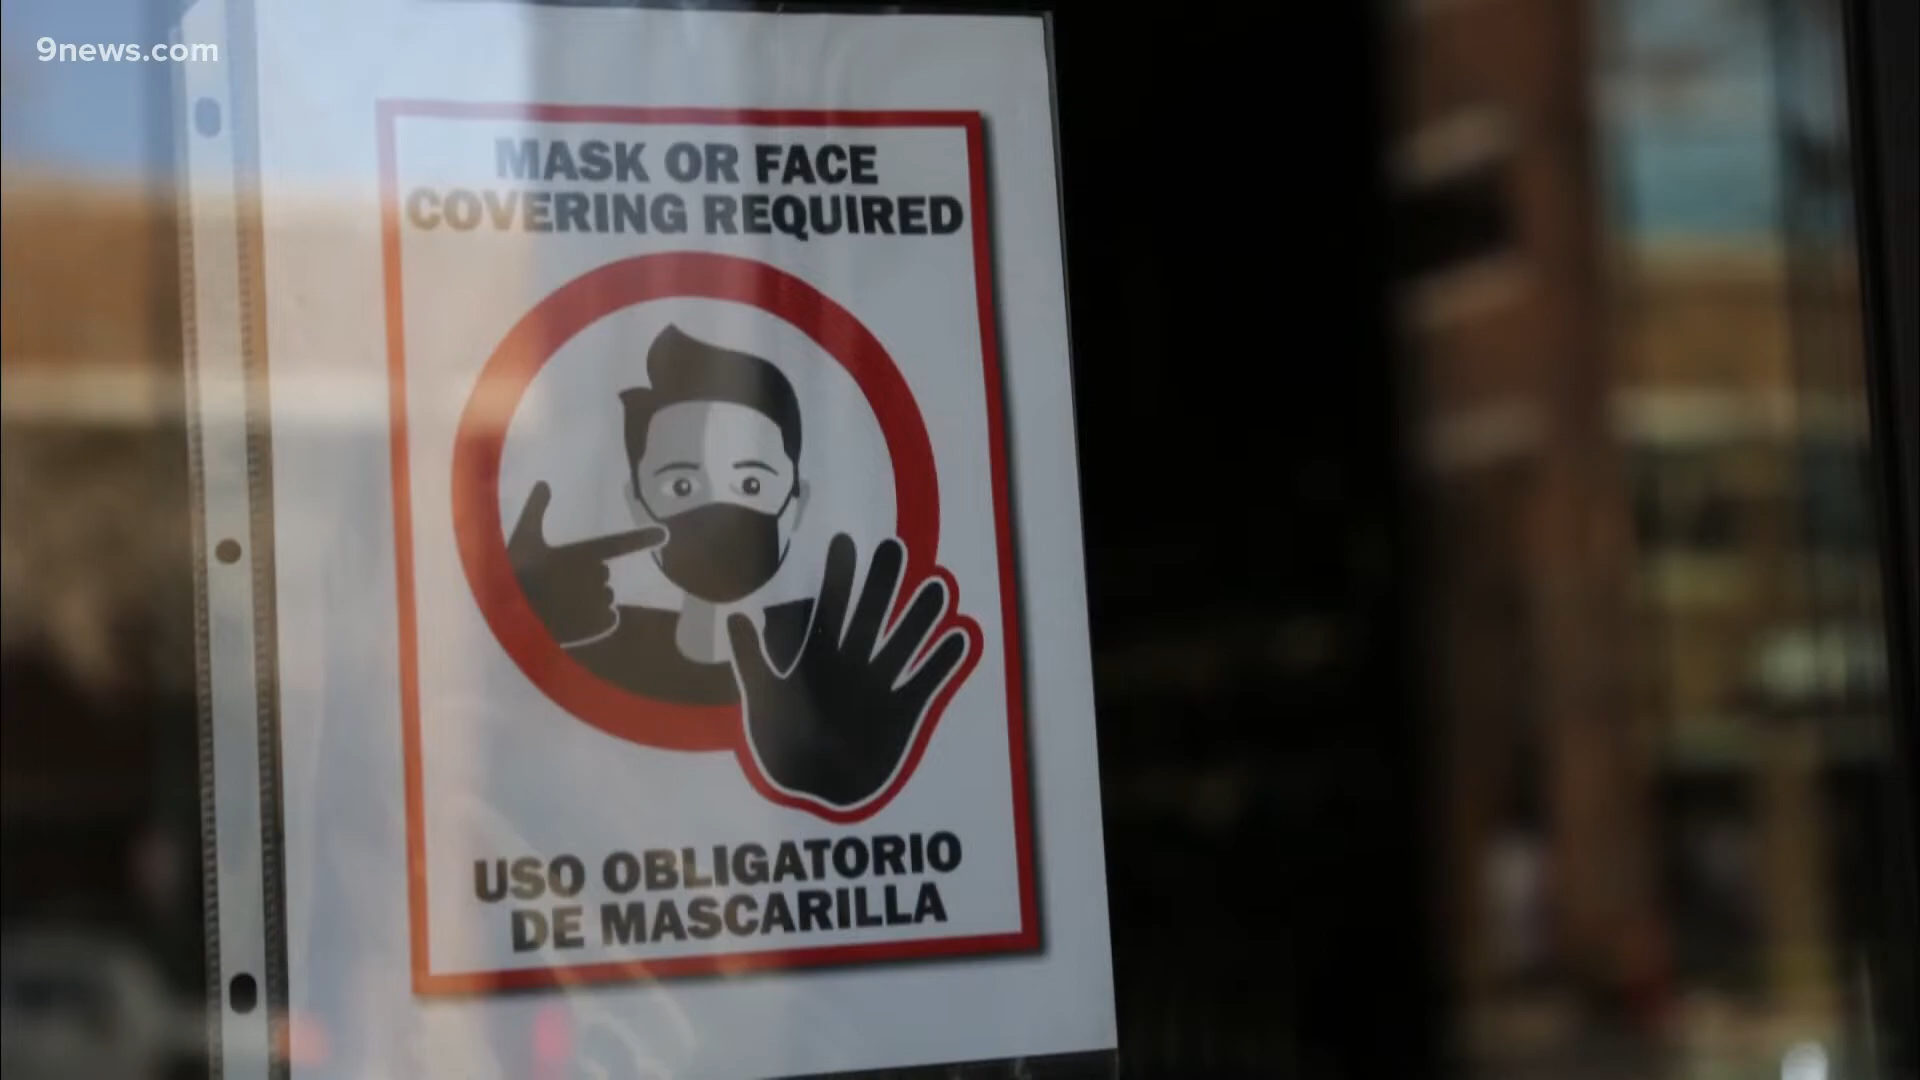 9news.com
MASK OR FACE
COVERING REQUIRED
USO OBLIGATORIO
DE MASCARILLA